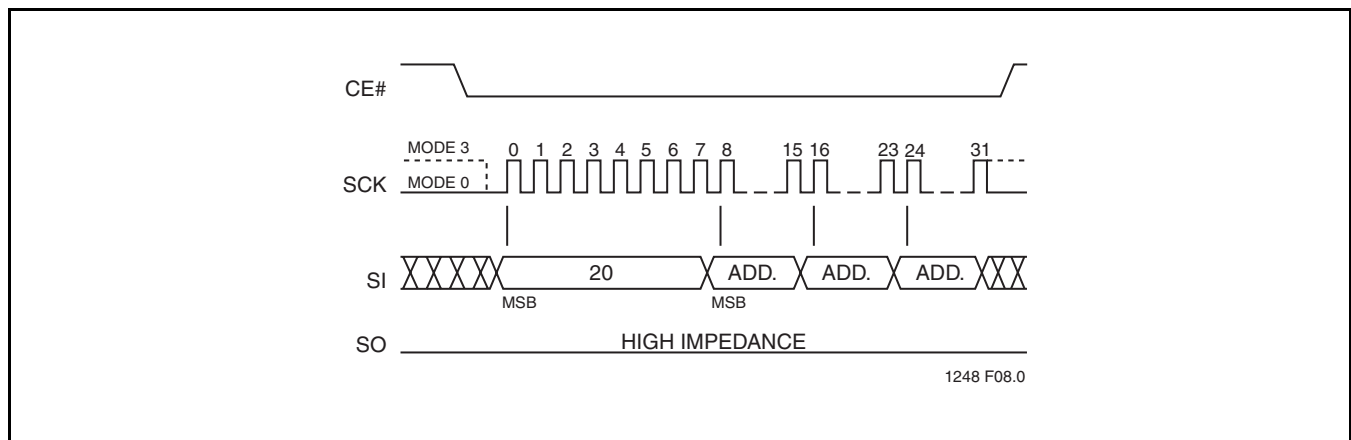 CE#
MODE 3
0 1 2 3 4 5 6 7 8 15 16 23 24 31
SCK
MODE 0
SI
20 ADD. ADD. ADD.
MSB MSB
SO
HIGH IMPEDANCE
1248 F08.0